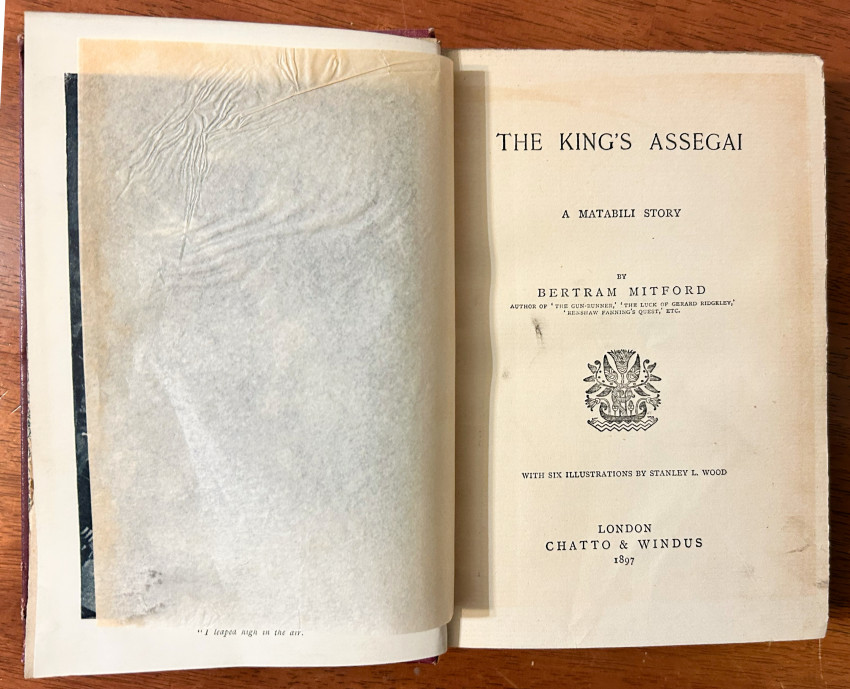 "I leaped high in the air.
THE KING'S ASSEGAI
A MATABILI STORY
BY
BERTRAM MITFORD
AUTHOR OF 'THE GUN-RUNNER,' 'THE LUCK OF GERARD RIDGELEY,'
'RENSHAW FANNING'S QUEST,' ETC.
WITH SIX ILLUSTRATIONS BY STANLEY L. WOOD
LONDON
CHATTO & WINDUS
1897